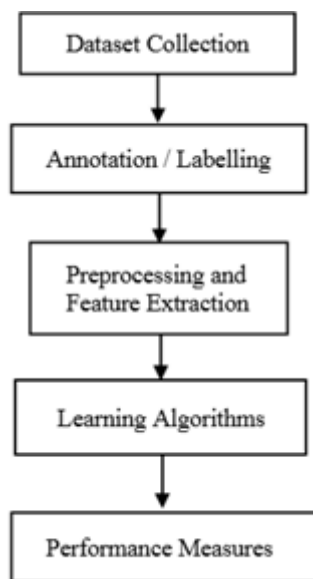 Dataset Collection
Annotation / Labelling
Preprocessing and
Feature Extraction
Learning Algorithms
Performance Measures